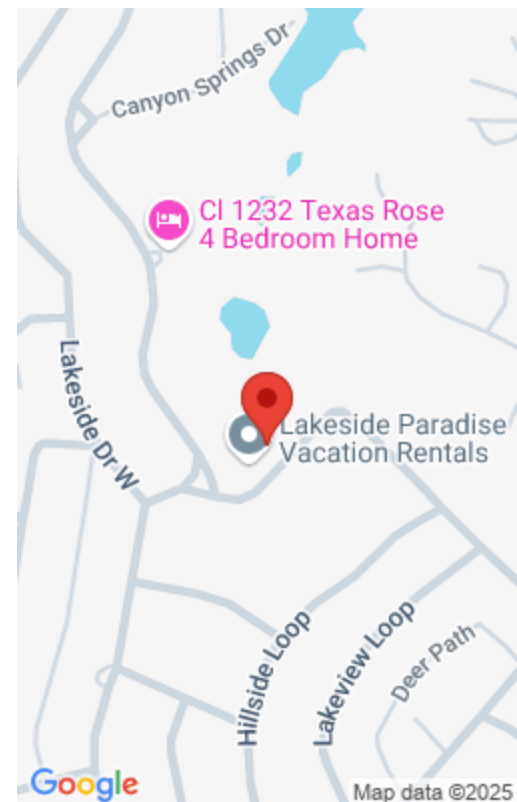 Canyon Springs Dr
Cl 1232 Texas Rose
4 Bedroom Home
Lakeside Dr W
Lakeside Paradise
Vacation Rentals
Hillside Loop
Lakeview Loop
Deer Path
Google
Map data ©2025